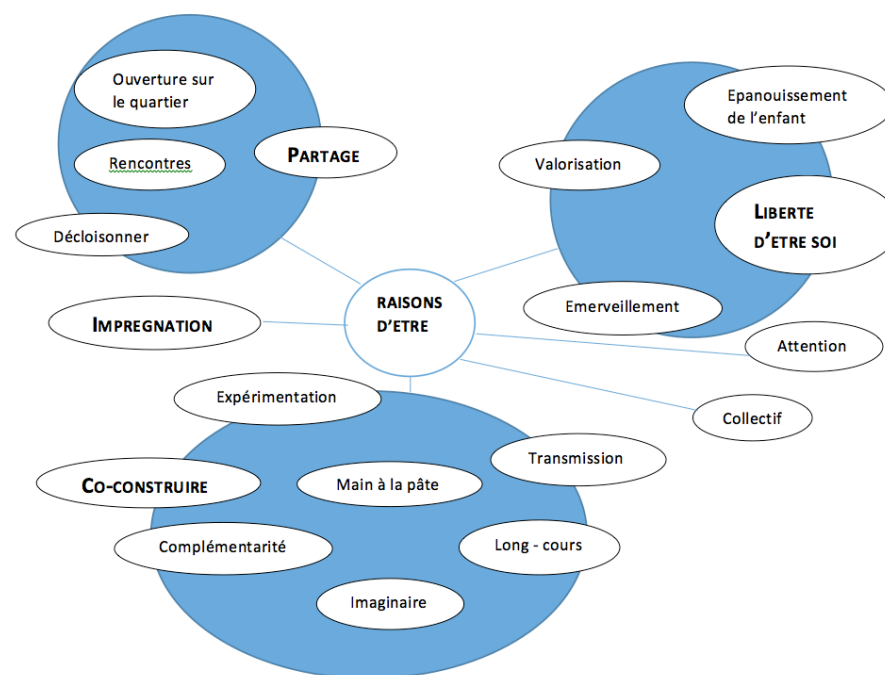 Ouverture sur
le quartier
Rencontres
PARTAGE
Décloisonner
Epanouissement
de l'enfant
Valorisation
LIBERTE
D'ETRE SOI
Emerveillement
RAISONS
D'ETRE
IMPREGNATION
Attention
Collectif
Expérimentation
Transmission
CO-CONSTRUIRE
Main à la pâte
Complémentarité
Long - cours
Imaginaire